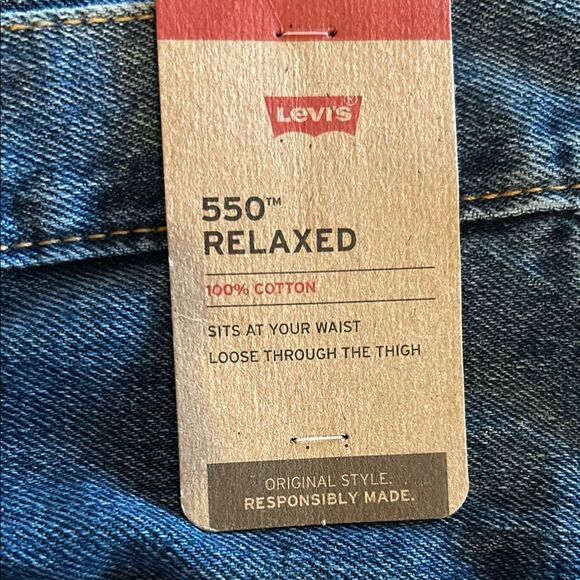 Levi's®
550™
RELAXED
100% COTTON
SITS AT YOUR WAIST
LOOSE THROUGH THE THIGH
ORIGINAL STYLE.
RESPONSIBLY MADE.